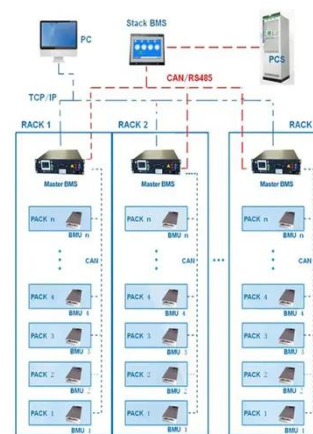 PC
Stack BMS
PCS
CAN/RS485
TCP/IP
RACK 1
RACK 2
RACK
Master BMS
Master BMS
Master BMS
PACK n
BMU n
PACK n
BMU n
PACK n
BMU n
CAN
CAN
CAN
PACK 4
BMU 4
PACK 4
BMU 4
PACK 4
BMU 4
PACK 3
BMU 3
PACK 3
BMU 3
PACK 3
BMU 3
PACK 2
BMU 2
PACK 2
BMU 2
PACK 2
BMU 2
PACK 1
BMU 1
PACK 1
BMU 1
PACK 1
BMU 1